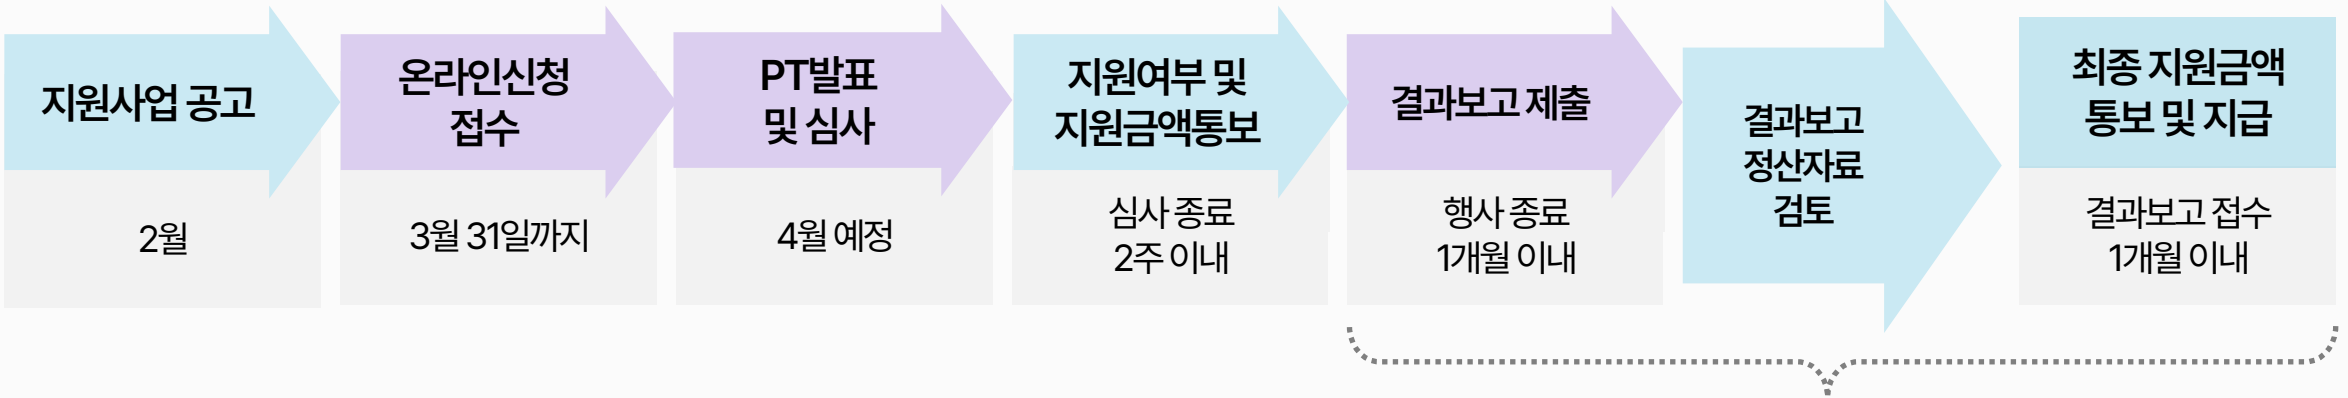 지원사업 공고
2월
온라인신청
접수
3월 31일까지
PT발표
및 심사
4월 예정
지원여부 및
지원금액통보
심사 종료
2주 이내
결과보고 제출
행사 종료
1개월 이내
결과보고
정산자료
검토
최종 지원금액
통보 및 지급
결과보고 접수
1개월 이내